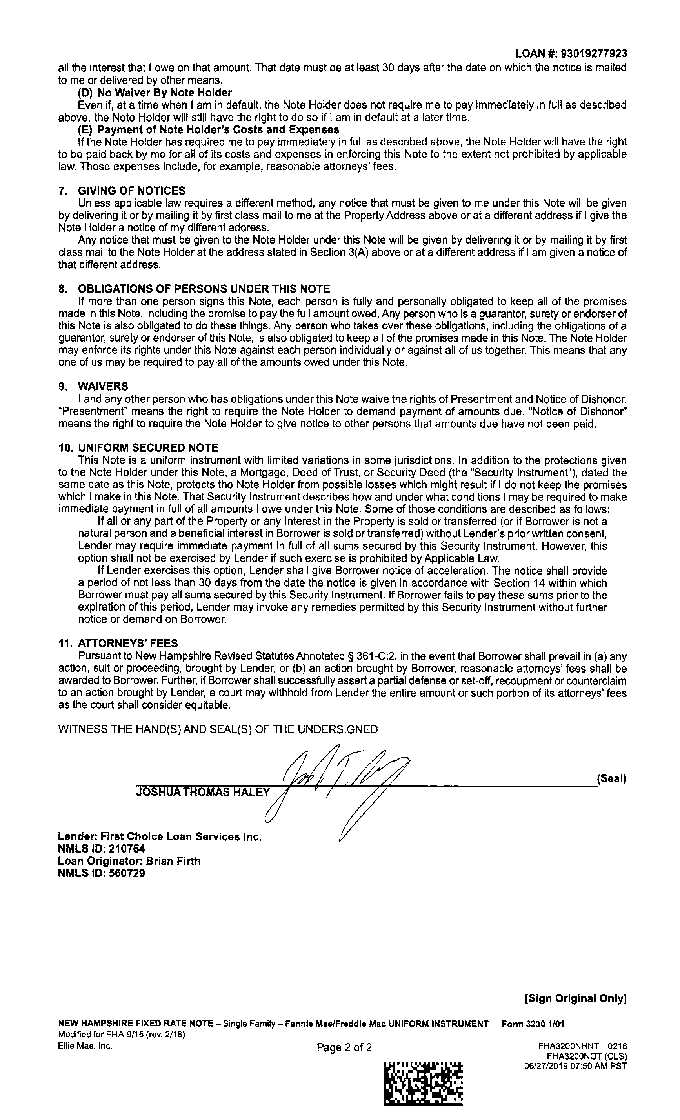 LOAN #: 93019277923
all the interest that I owe on that amount. That date must be at least 30 days after the date on which the notice is mailed
to me or delivered by other means.
(D) No Waiver By Note Holder
Even if, at a time when I am in default, the Note Holder does not require me to pay immediately in full as described
above, the Note Holder will still have the right to do so if I am in default at a later time.
(E) Payment of Note Holder's Costs and Expenses
If the Note Holder has required me to pay immediately in full as described above, the Note Holder will have the right
to be paid back by me for all of its costs and expenses in enforcing this Note to the extent not prohibited by applicable
law. Those expenses include, for example, reasonable attorneys' fees.
7. GIVING OF NOTICES
Unless applicable law requires a different method, any notice that must be given to me under this Note will be given
by delivering it or by mailing it by first class mail to me at the Property Address above or at a different address if I give the
Note Holder a notice of my different address.
Any notice that must be given to the Note Holder under this Note will be given by delivering it or by mailing it by first
class mail to the Note Holder at the address stated in Section 3(A) above or at a different address if I am given a notice of
that different address.
8. OBLIGATIONS OF PERSONS UNDER THIS NOTE
If more than one person signs this Note, each person is fully and personally obligated to keep all of the promises
made in this Note, including the promise to pay the full amount owed. Any person who is a guarantor, surety or endorser of
this Note is also obligated to do these things. Any person who takes over these obligations, including the obligations of a
guarantor, surety or endorser of this Note, is also obligated to keep all of the promises made in this Note. The Note Holder
may enforce its rights under this Note against each person individually or against all of us together. This means that any
one of us may be required to pay all of the amounts owed under this Note.
9. WAIVERS
I and any other person who has obligations under this Note waive the rights of Presentment and Notice of Dishonor.
"Presentment" means the right to require the Note Holder to demand payment of amounts due. "Notice of Dishonor"
means the right to require the Note Holder to give notice to other persons that amounts due have not been paid.
10. UNIFORM SECURED NOTE
This Note is a uniform instrument with limited variations in some jurisdictions. In addition to the protections given
to the Note Holder under this Note, a Mortgage, Deed of Trust, or Security Deed (the "Security Instrument"), dated the
same date as this Note, protects the Note Holder from possible losses which might result if I do not keep the promises
which I make in this Note. That Security Instrument describes how and under what conditions I may be required to make
immediate payment in full of all amounts I owe under this Note. Some of those conditions are described as follows:
If all or any part of the Property or any Interest in the Property is sold or transferred (or if Borrower is not a
natural person and a beneficial interest in Borrower is sold or transferred) without Lender's prior written consent,
Lender may require immediate payment in full of all sums secured by this Security Instrument. However, this
option shall not be exercised by Lender if such exercise is prohibited by Applicable Law.
If Lender exercises this option, Lender shall give Borrower notice of acceleration. The notice shall provide
a period of not less than 30 days from the date the notice is given in accordance with Section 14 within which
Borrower must pay all sums secured by this Security Instrument. If Borrower fails to pay these sums prior to the
expiration of this period, Lender may invoke any remedies permitted by this Security Instrument without further
notice or demand on Borrower.
11. ATTORNEYS' FEES
Pursuant to New Hampshire Revised Statutes Annotated § 361-C:2, in the event that Borrower shall prevail in (a) any
action, suit or proceeding, brought by Lender, or (b) an action brought by Borrower, reasonable attorneys' fees shall be
awarded to Borrower. Further, if Borrower shall successfully assert a partial defense or set-off, recoupment or counterclaim
to an action brought by Lender, a court may withhold from Lender the entire amount or such portion of its attorneys' fees
as the court shall consider equitable.
WITNESS THE HAND(S) AND SEAL(S) OF THE UNDERSIGNED
(Seal)
JOSHUA THOMAS HALEY
Lender: First Choice Loan Services Inc.
NMLS ID: 210764
Loan Originator: Brian Firth
NMLS ID: 560729
[Sign Original Only]
NEW HAMPSHIRE FIXED RATE NOTE – Single Family – Fannie Mae/Freddie Mac UNIFORM INSTRUMENT Form 3230 1/01
Modified for FHA 9/15 (rev. 2/16)
Ellie Mae, Inc. Page 2 of 2 FHA3200NHNT 0216
FHA3200NOT (CLS)
06/27/2019 07:50 AM PST